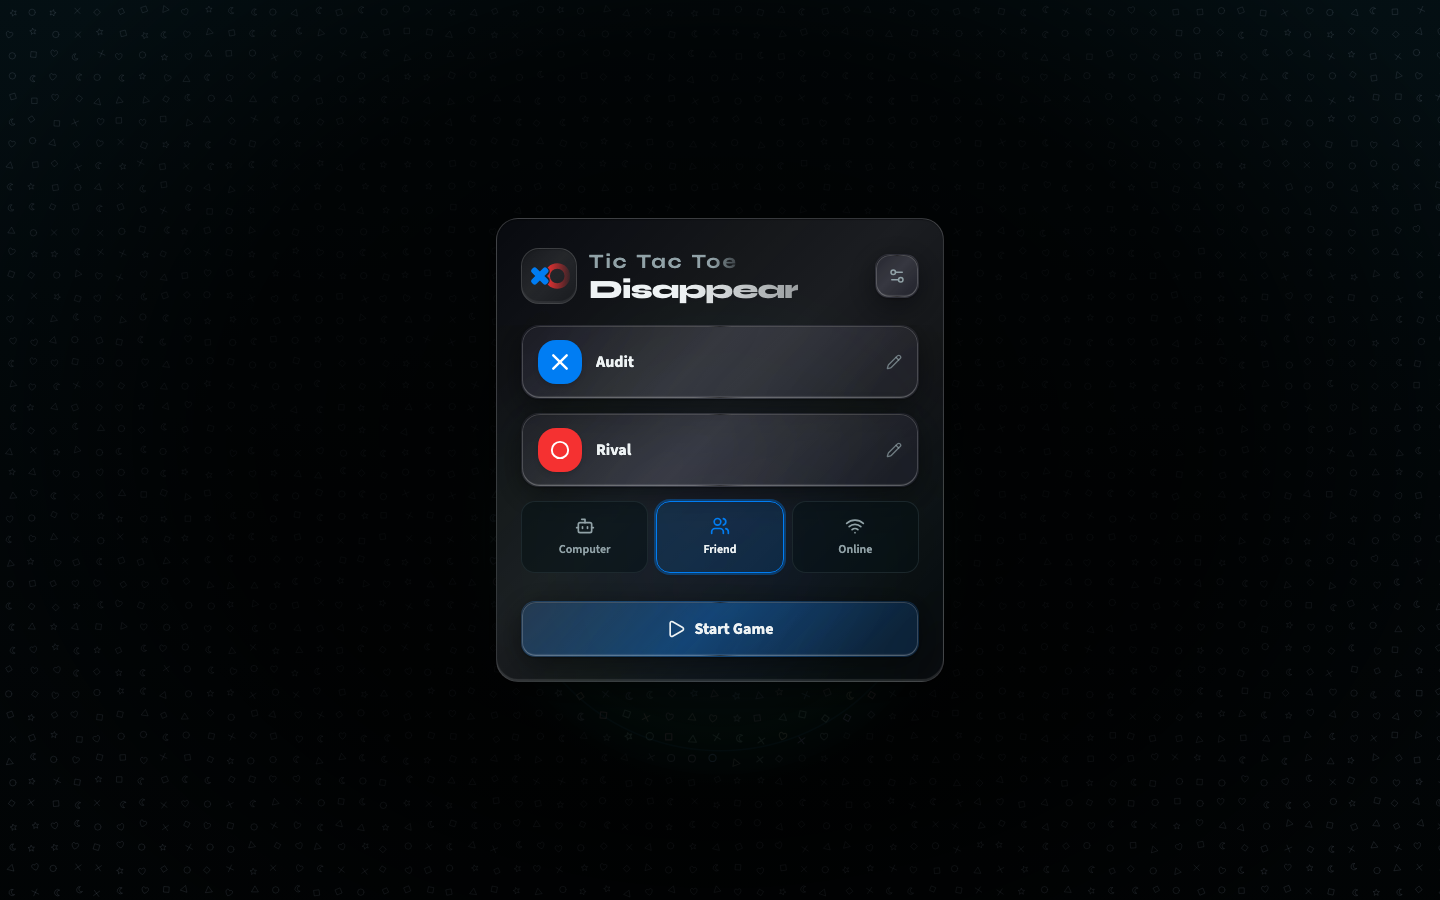 Tic Tac Toe
Disappear
Audit
Rival
Computer
Friend
Online
Start Game